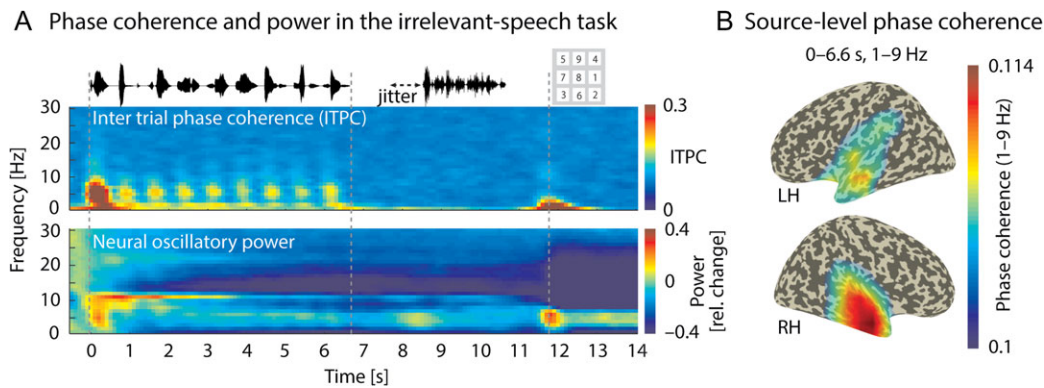 A Phase coherence and power in the irrelevant-speech task
jitter
5 9 4
7 8 1
3 6 2
Frequency [Hz]
30
20
10
0
Inter trial phase coherence (ITPC)
0.3
ITPC
0
30
20
10
0
Neural oscillatory power
0.4
0
−0.4
Power
[rel. change]
0 1 2 3 4 5 6 7 8 9 10 11 12 13 14
Time [s]
B Source-level phase coherence
0–6.6 s, 1–9 Hz
LH
RH
0.114
Phase coherence (1–9 Hz)
0.1